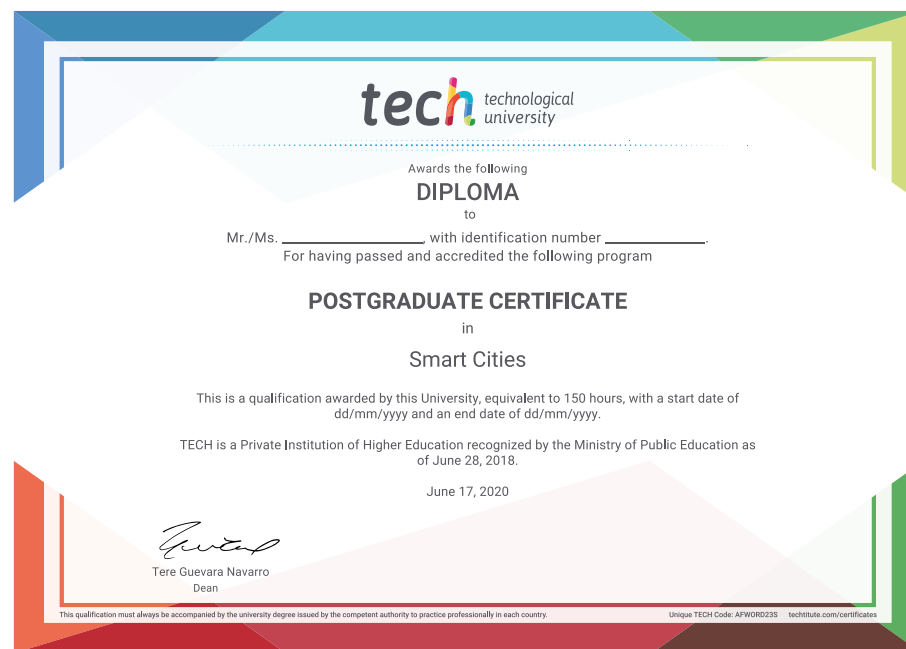 tech technological
university
Awards the following
DIPLOMA
to
Mr./Ms. ____________________, with identification number ______________.
For having passed and accredited the following program
POSTGRADUATE CERTIFICATE
in
Smart Cities
This is a qualification awarded by this University, equivalent to 150 hours, with a start date of
dd/mm/yyyy and an end date of dd/mm/yyyy.
TECH is a Private Institution of Higher Education recognized by the Ministry of Public Education as
of June 28, 2018.
June 17, 2020
Tere Guevara Navarro
Dean
This qualification must always be accompanied by the university degree issued by the competent authority to practice professionally in each country.
Unique TECH Code: AFWORD23S techtitute.com/certificates